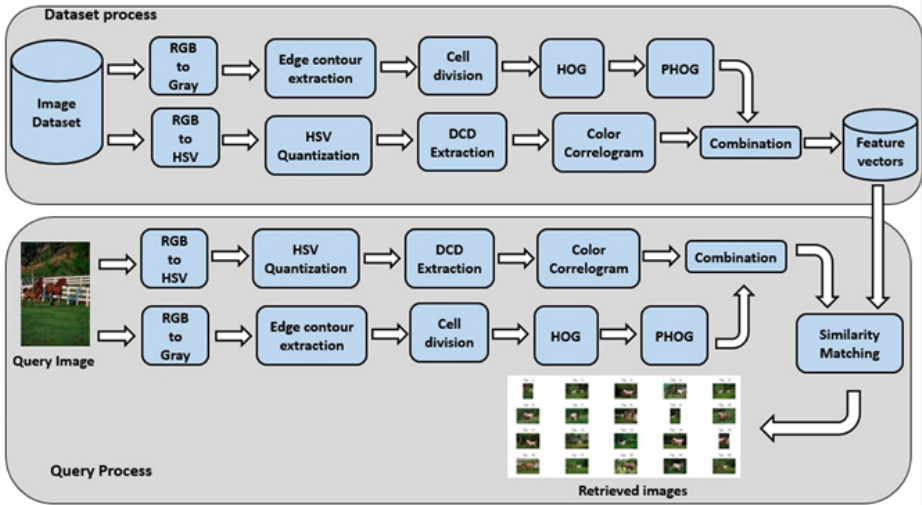 Dataset process
Image
Dataset
RGB
to
Gray
Edge contour
extraction
Cell
division
HOG
PHOG
RGB
to
HSV
HSV
Quantization
DCD
Extraction
Color
Correlogram
Combination
Feature
vectors
Query Image
RGB
to
HSV
HSV
Quantization
DCD
Extraction
Color
Correlogram
Combination
RGB
to
Gray
Edge contour
extraction
Cell
division
HOG
PHOG
Similarity
Matching
Retrieved images
Query Process